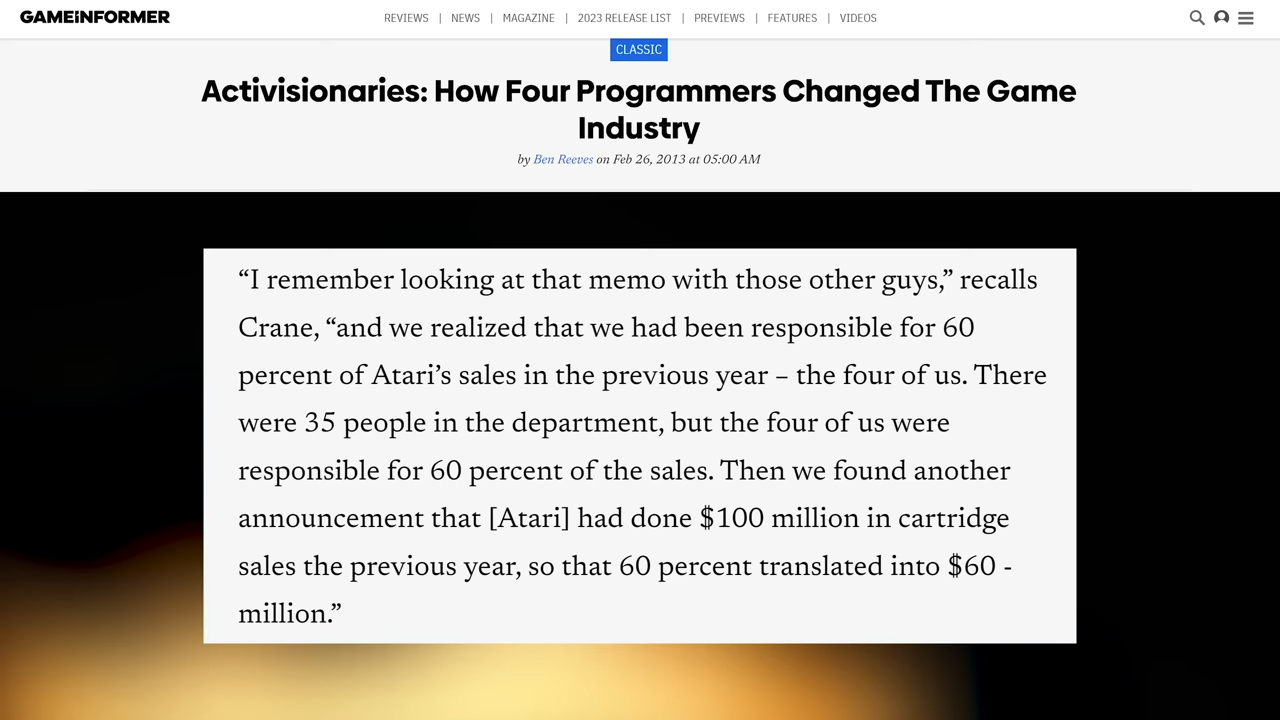 GAMEINFORMER
REVIEWS | NEWS | MAGAZINE | 2023 RELEASE LIST | PREVIEWS | FEATURES | VIDEOS
CLASSIC
Activisionaries: How Four Programmers Changed The Game
Industry
by Ben Reeves on Feb 26, 2013 at 05:00 AM
“I remember looking at that memo with those other guys,” recalls
Crane, “and we realized that we had been responsible for 60
percent of Atari’s sales in the previous year – the four of us. There
were 35 people in the department, but the four of us were
responsible for 60 percent of the sales. Then we found another
announcement that [Atari] had done $100 million in cartridge
sales the previous year, so that 60 percent translated into $60 -
million.”